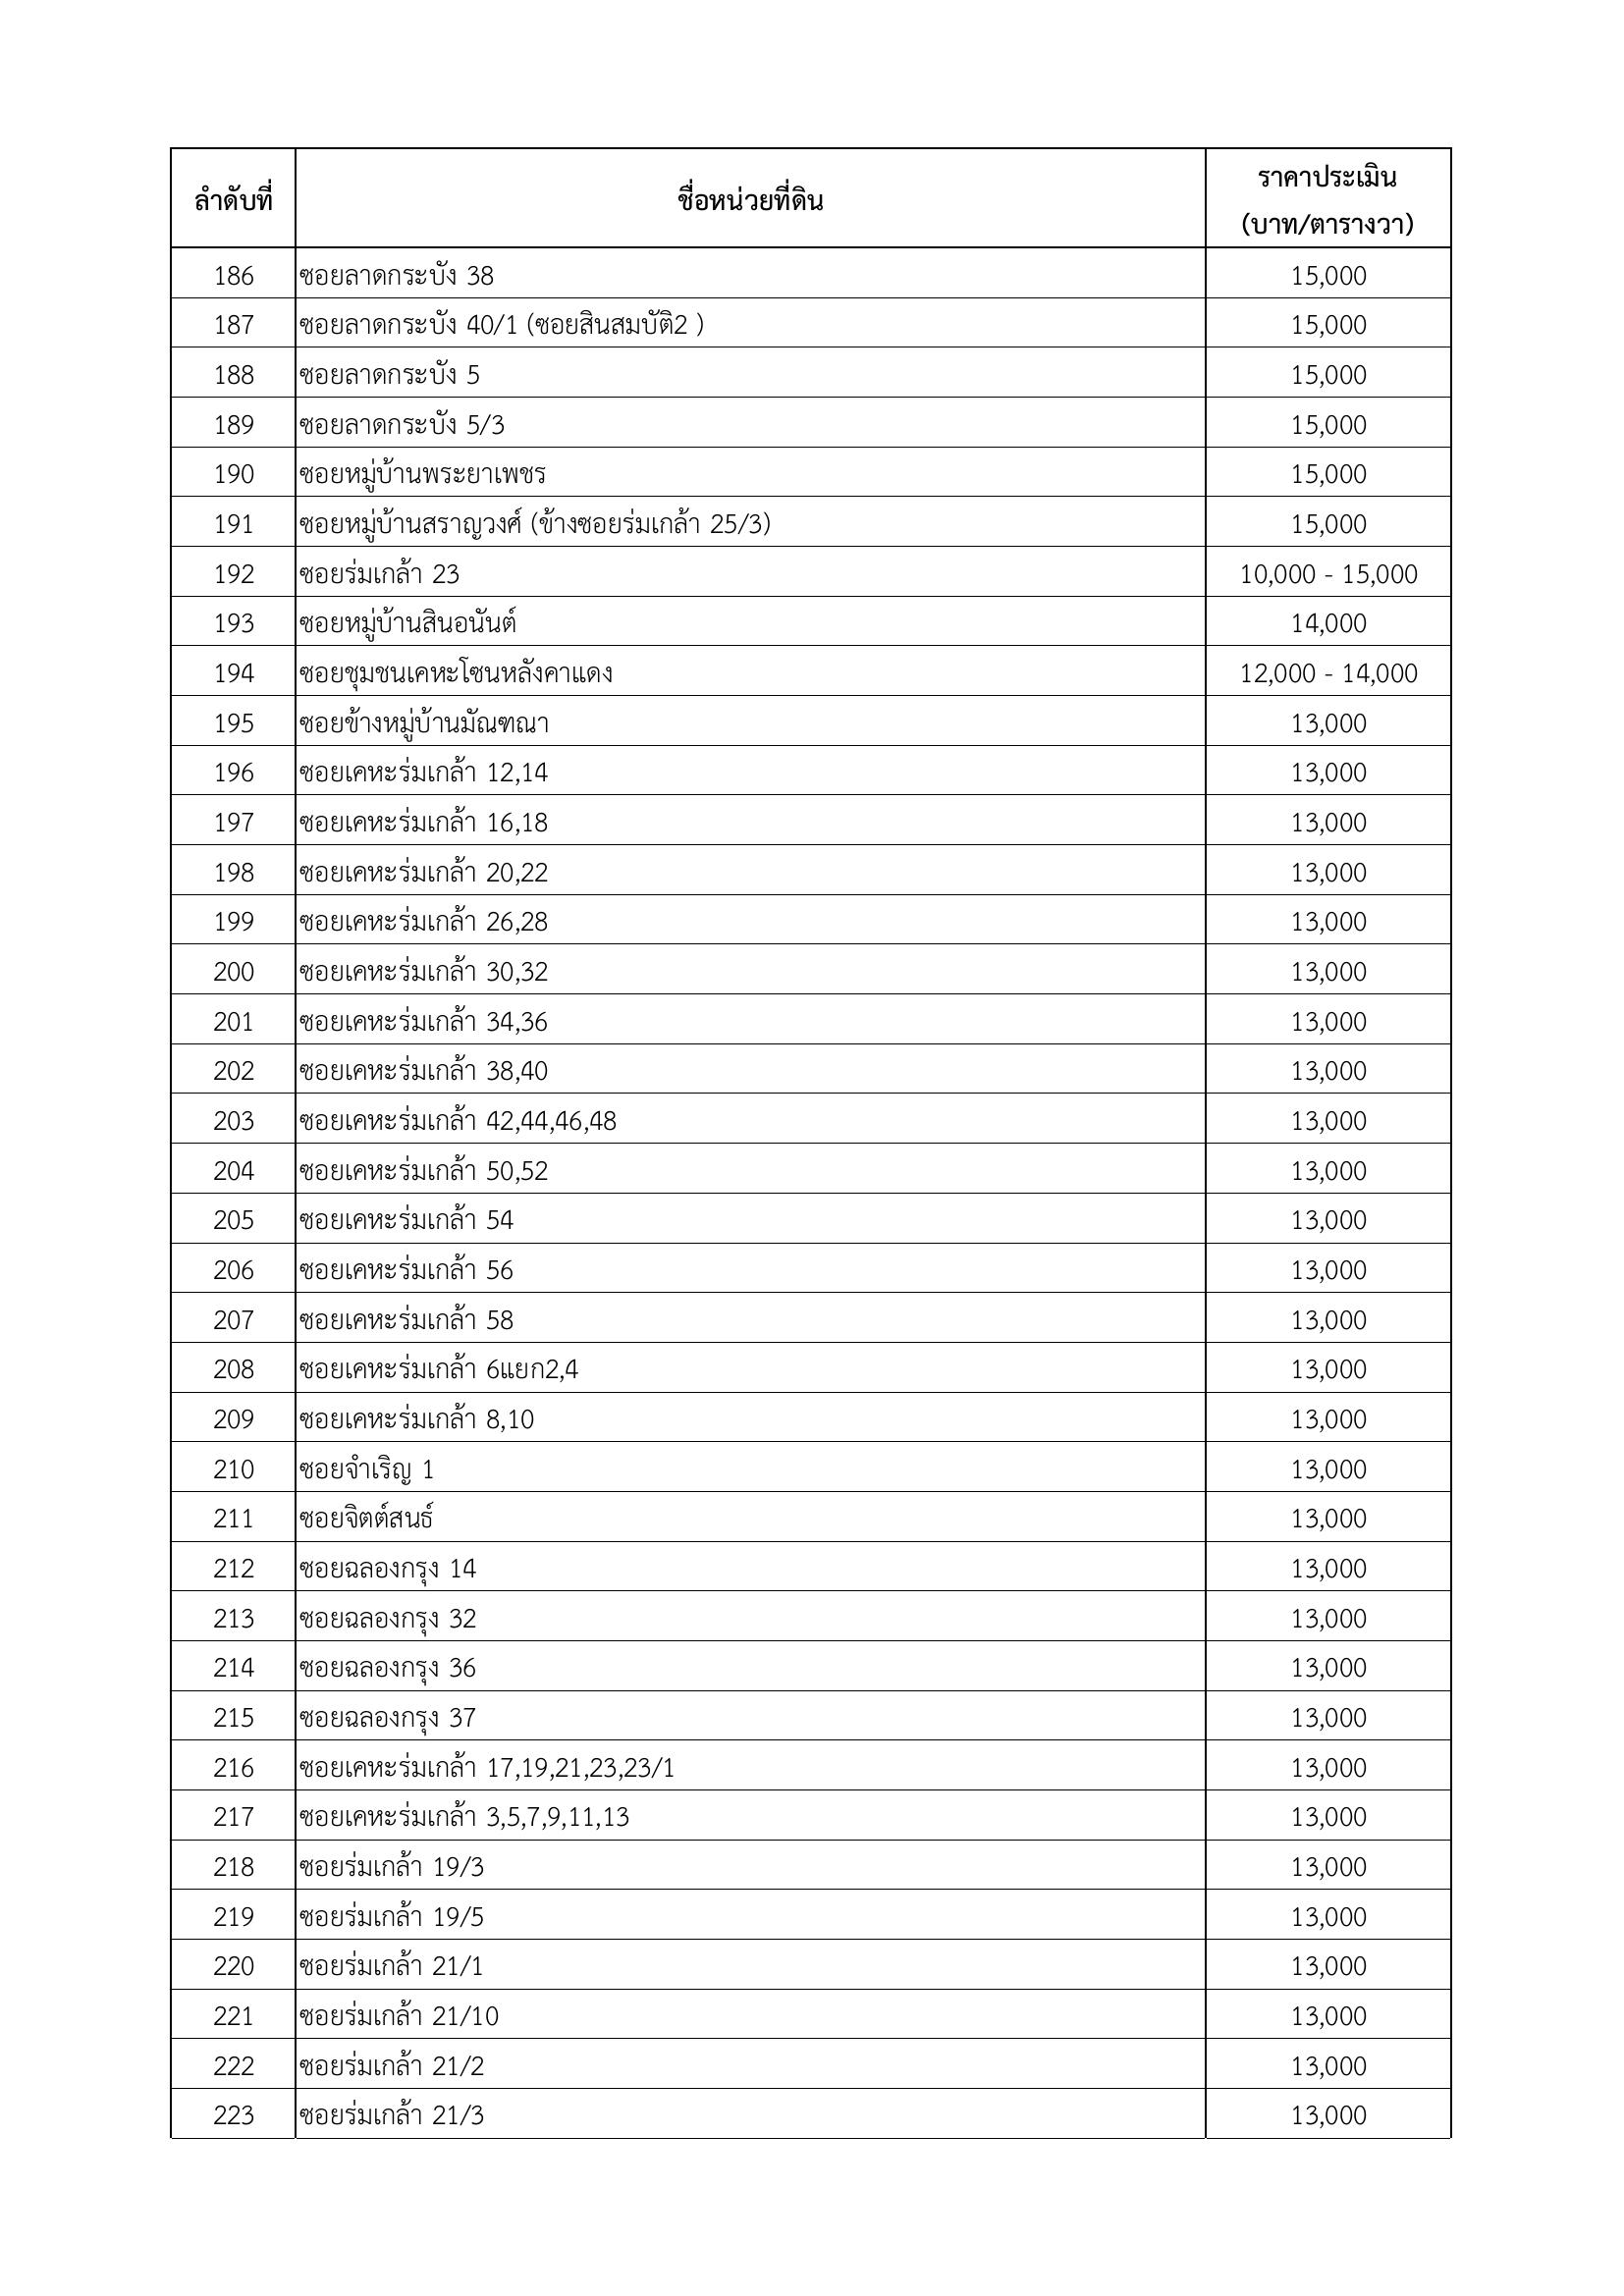 ลำดับที่ ชื่อหน่วยที่ดิน ราคาประเมิน
(บาท/ตารางวา)
186 ซอยลาดกระบัง 38 15,000
187 ซอยลาดกระบัง 40/1 (ซอยสินสมบัติ2 ) 15,000
188 ซอยลาดกระบัง 5 15,000
189 ซอยลาดกระบัง 5/3 15,000
190 ซอยหมู่บ้านพระยาเพชร 15,000
191 ซอยหมู่บ้านสราญวงศ์ (ข้างซอยร่มเกล้า 25/3) 15,000
192 ซอยร่มเกล้า 23 10,000 - 15,000
193 ซอยหมู่บ้านสินอนันต์ 14,000
194 ซอยชุมชนเคหะโซนหลังคาแดง 12,000 - 14,000
195 ซอยข้างหมู่บ้านมัณฑณา 13,000
196 ซอยเคหะร่มเกล้า 12,14 13,000
197 ซอยเคหะร่มเกล้า 16,18 13,000
198 ซอยเคหะร่มเกล้า 20,22 13,000
199 ซอยเคหะร่มเกล้า 26,28 13,000
200 ซอยเคหะร่มเกล้า 30,32 13,000
201 ซอยเคหะร่มเกล้า 34,36 13,000
202 ซอยเคหะร่มเกล้า 38,40 13,000
203 ซอยเคหะร่มเกล้า 42,44,46,48 13,000
204 ซอยเคหะร่มเกล้า 50,52 13,000
205 ซอยเคหะร่มเกล้า 54 13,000
206 ซอยเคหะร่มเกล้า 56 13,000
207 ซอยเคหะร่มเกล้า 58 13,000
208 ซอยเคหะร่มเกล้า 6แยก2,4 13,000
209 ซอยเคหะร่มเกล้า 8,10 13,000
210 ซอยจำเริญ 1 13,000
211 ซอยจิตต์สนธ์ 13,000
212 ซอยฉลองกรุง 14 13,000
213 ซอยฉลองกรุง 32 13,000
214 ซอยฉลองกรุง 36 13,000
215 ซอยฉลองกรุง 37 13,000
216 ซอยเคหะร่มเกล้า 17,19,21,23,23/1 13,000
217 ซอยเคหะร่มเกล้า 3,5,7,9,11,13 13,000
218 ซอยร่มเกล้า 19/3 13,000
219 ซอยร่มเกล้า 19/5 13,000
220 ซอยร่มเกล้า 21/1 13,000
221 ซอยร่มเกล้า 21/10 13,000
222 ซอยร่มเกล้า 21/2 13,000
223 ซอยร่มเกล้า 21/3 13,000